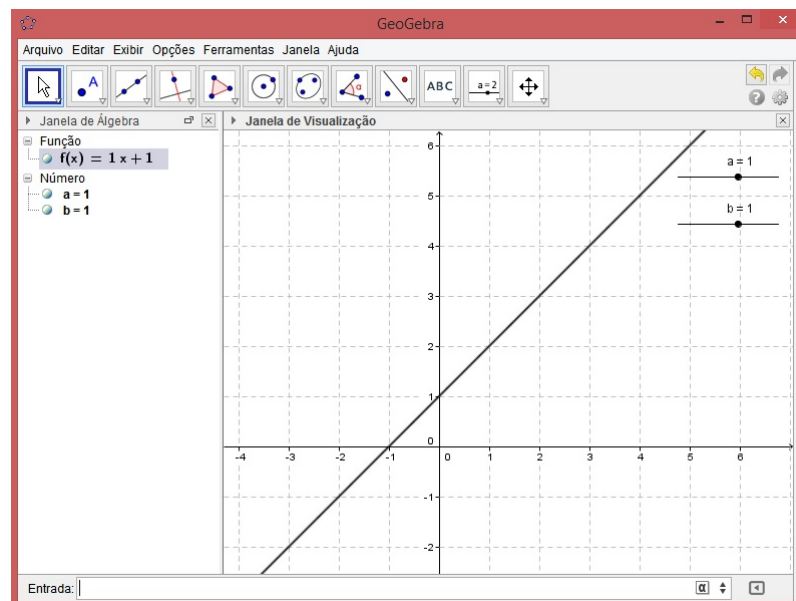 GeoGebra
Arquivo Editar Exibir Opções Ferramentas Janela Ajuda
A
α
ABC
a=2
Janela de Álgebra
Janela de Visualização
Função
f(x) = 1 x + 1
Número
a = 1
b = 1
a = 1
b = 1
6
5
4
3
2
1
0
-4 -3 -2 -1 0 1 2 3 4 5 6
-1
-2
Entrada:
α